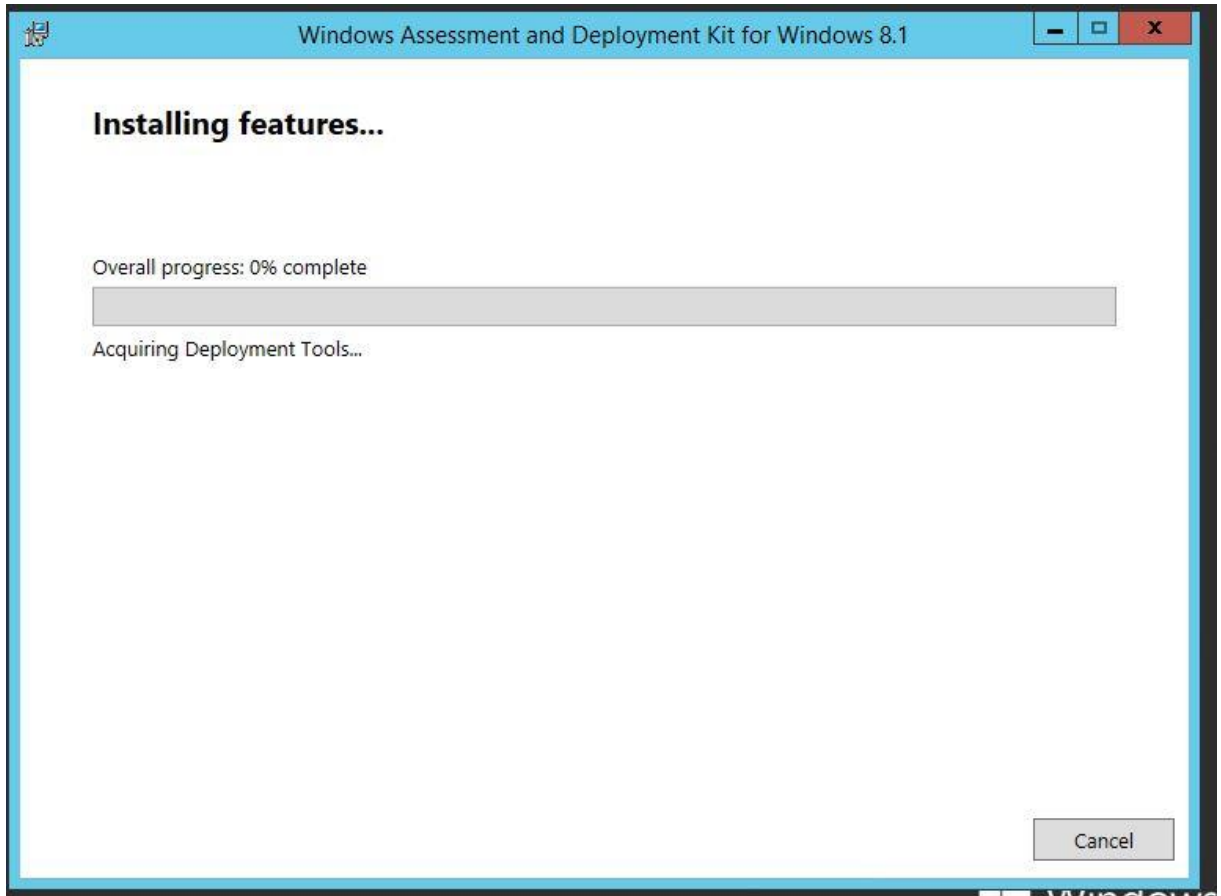 Windows Assessment and Deployment Kit for Windows 8.1
Installing features...
Overall progress: 0% complete
Acquiring Deployment Tools...
Cancel